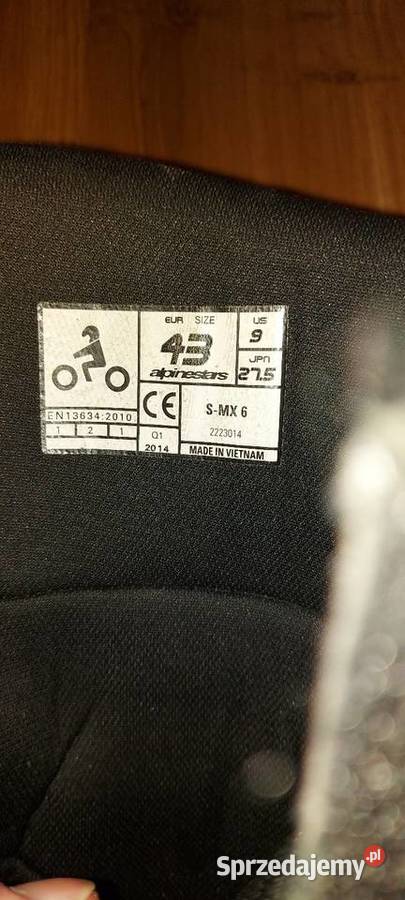 EUR SIZE
43
alpinestars
US
9
JPN
27.5
EN13634:2010
1 2 1
CE
Q1
2014
S-MX 6
2223014
MADE IN VIETNAM
Sprzedajemy.pl